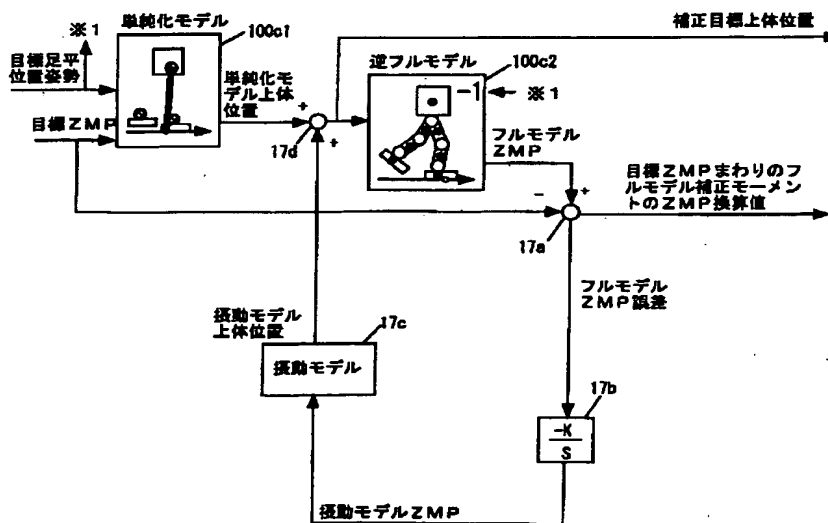 単純化モデル
100c1
※1
目標足平
位置姿勢
目標ZMP
単純化モ
デル上体
位置
+
+
17d
補正目標上体位置
逆フルモデル
100c2
-1
※1
フルモデル
ZMP
-
+
17a
目標ZMPまわりのフ
ルモデル補正モーメン
トのZMP換算値
フルモデル
ZMP誤差
摂動モデル
上体位置
17c
摂動モデル
17b
-K
S
摂動モデルZMP